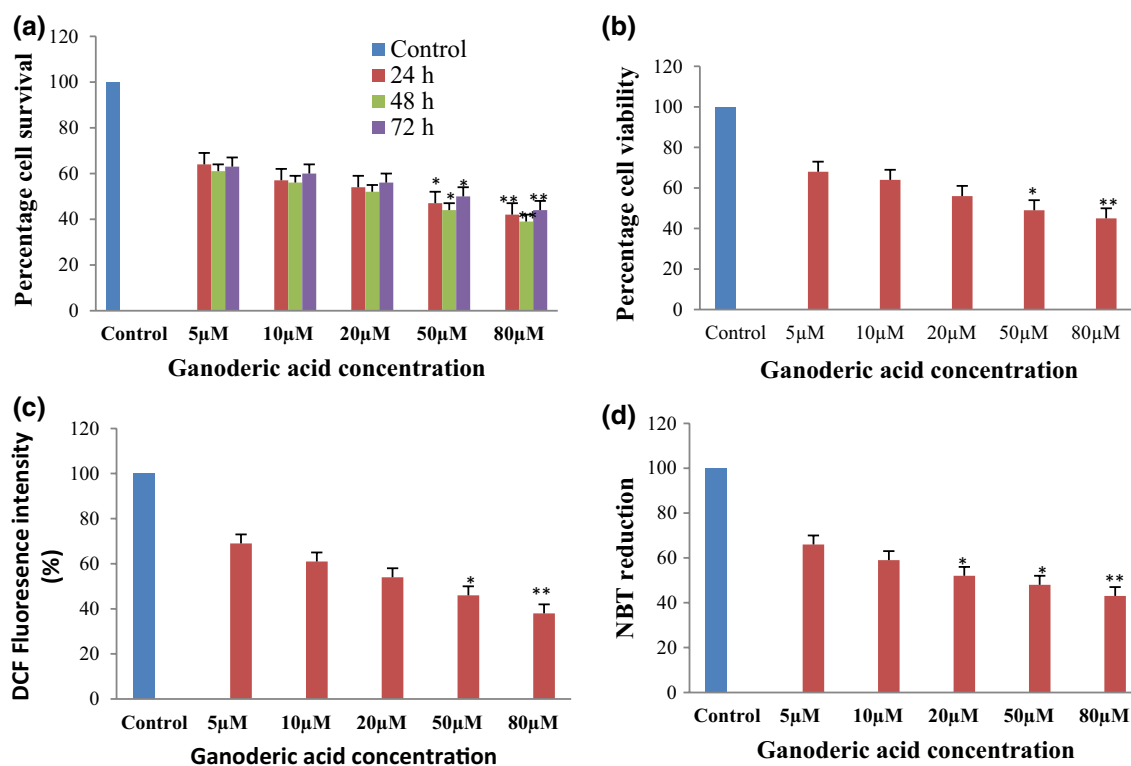 (a)
Percentage cell survival
120
100
80
60
40
20
0
Control
24 h
48 h
72 h
* * *
** ** **
Control 5µM 10µM 20µM 50µM 80µM
Ganoderic acid concentration
(b)
Percentage cell viability
120
100
80
60
40
20
0
* **
Control 5µM 10µM 20µM 50µM 80µM
Ganoderic acid concentration
(c)
DCF Fluoresence intensity
(%)
120
100
80
60
40
20
0
* **
Control 5µM 10µM 20µM 50µM 80µM
Ganoderic acid concentration
(d)
NBT reduction
120
100
80
60
40
20
0
* * **
Control 5µM 10µM 20µM 50µM 80µM
Ganoderic acid concentration